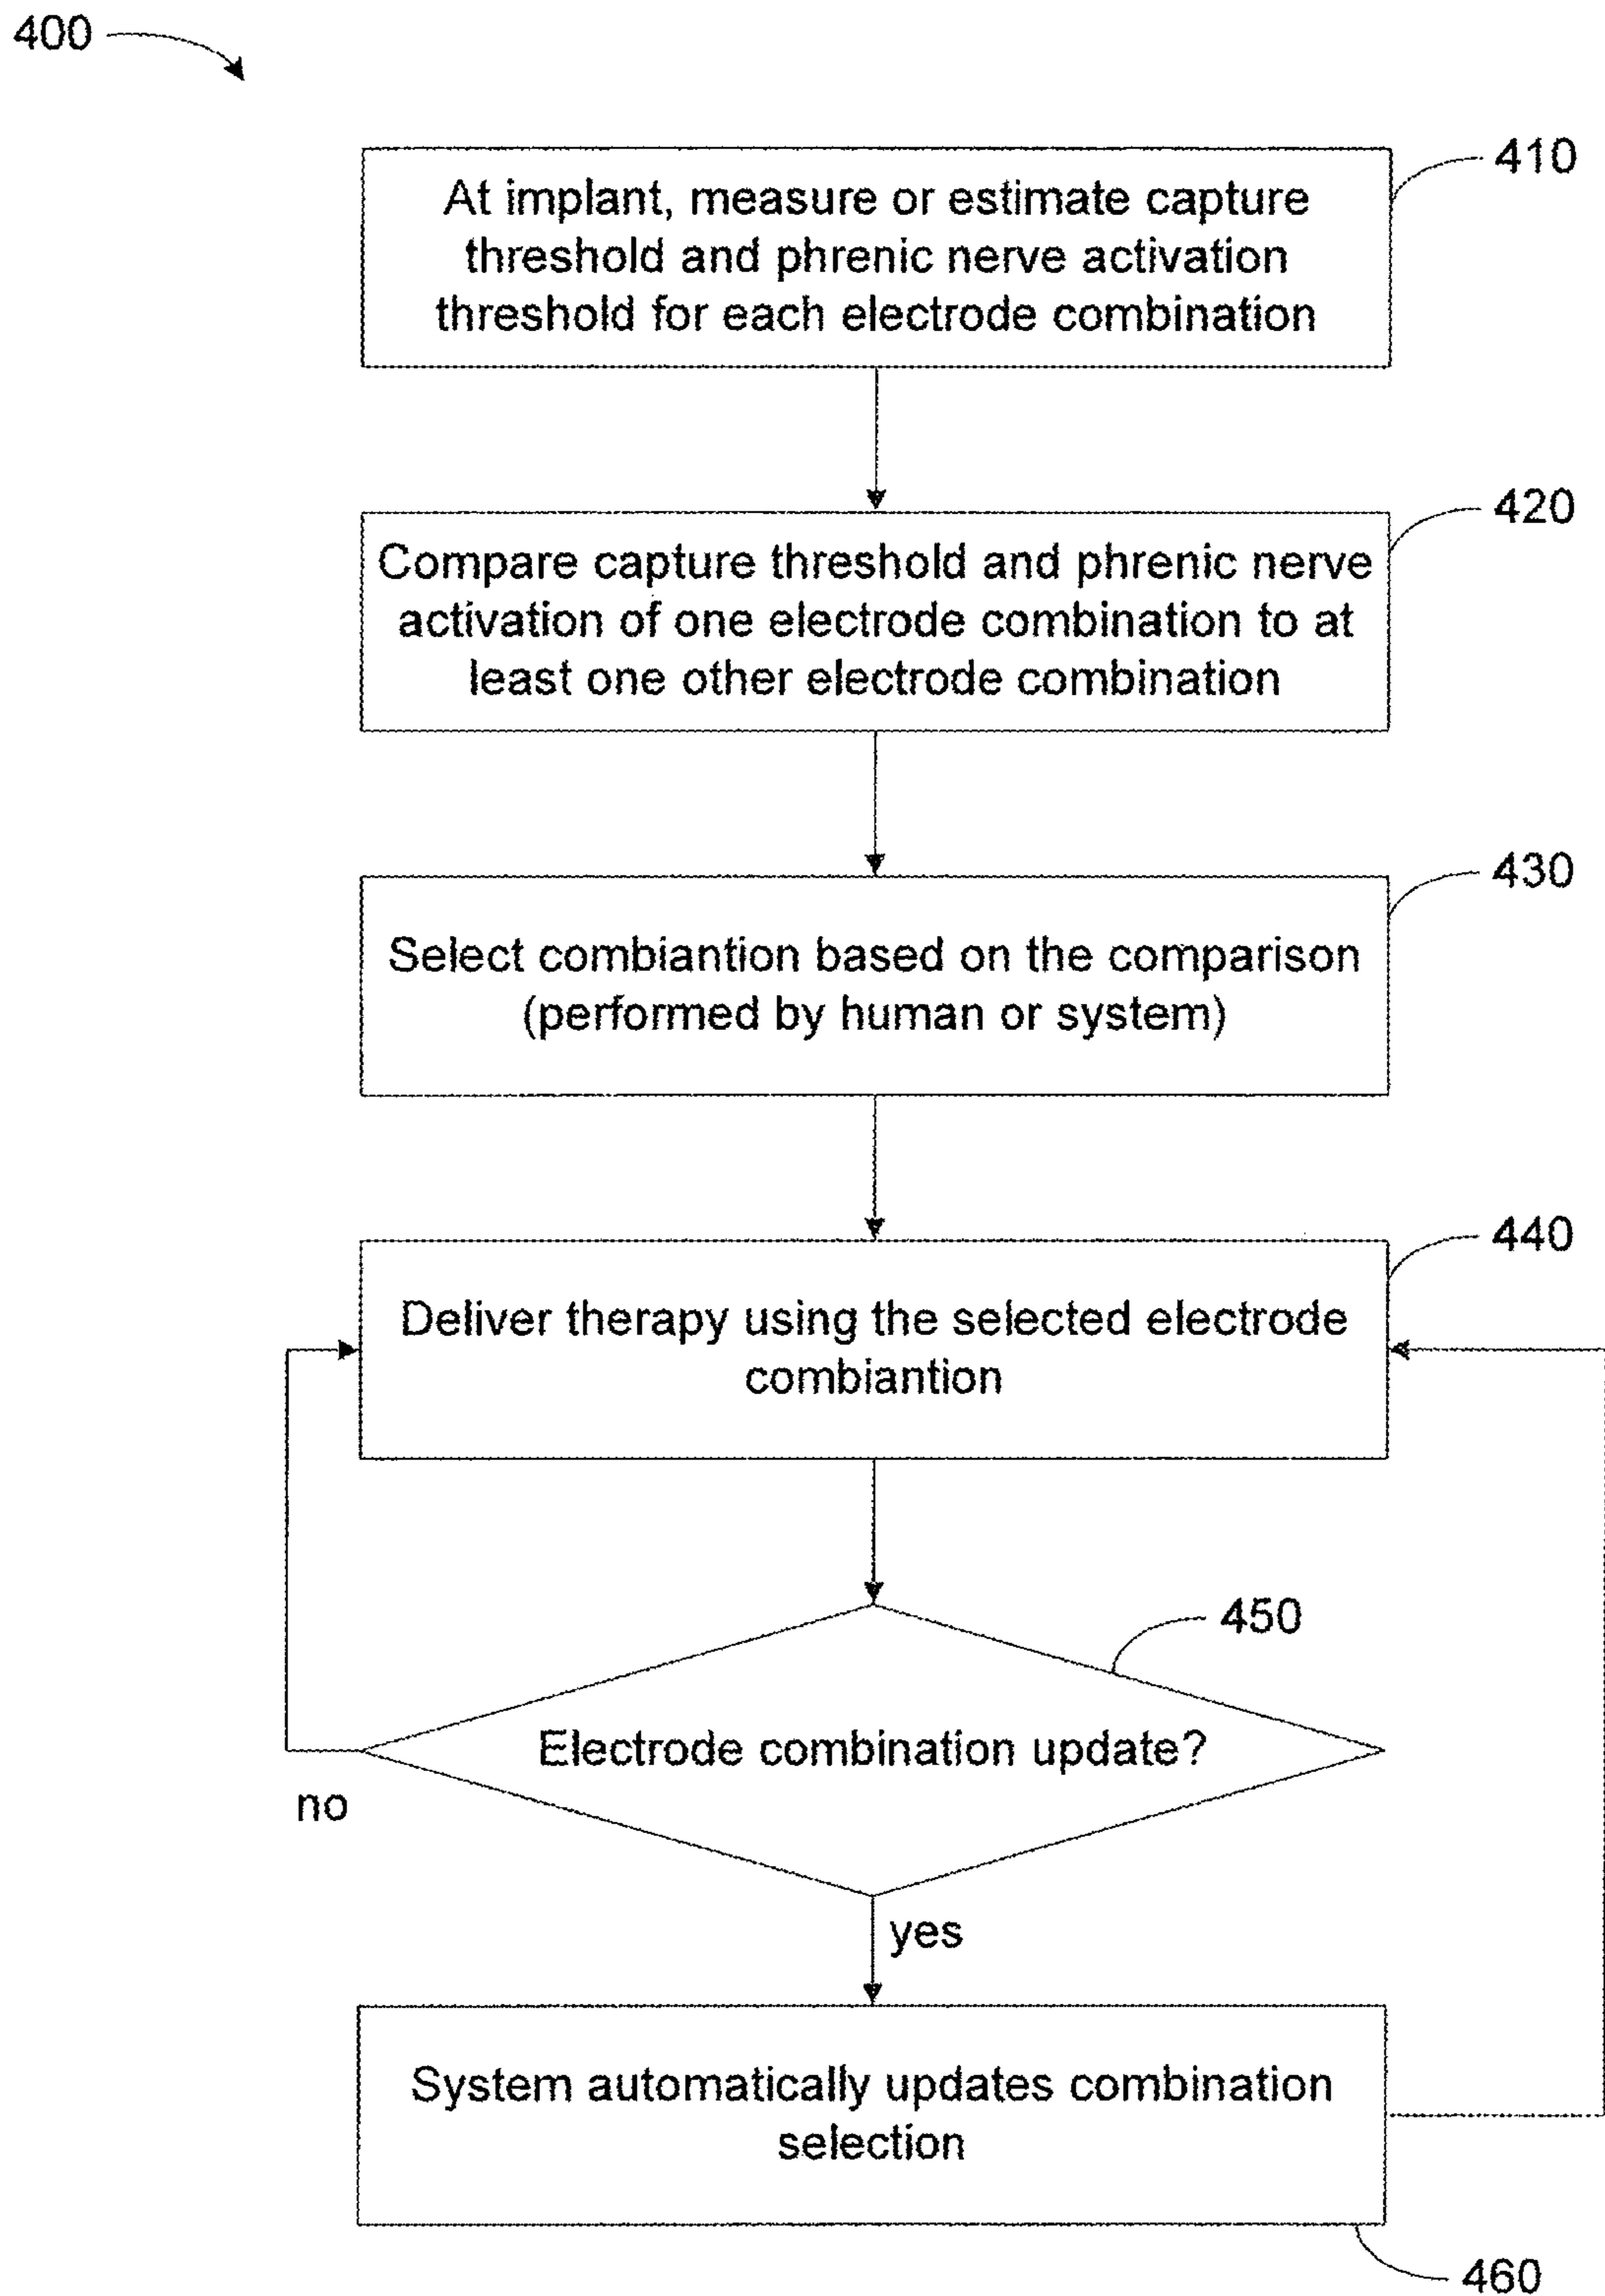 400
410
At implant, measure or estimate capture
threshold and phrenic nerve activation
threshold for each electrode combination
420
Compare capture threshold and phrenic nerve
activation of one electrode combination to at
least one other electrode combination
430
Select combiantion based on the comparison
(performed by human or system)
440
Deliver therapy using the selected electrode
combiantion
450
Electrode combination update?
no
yes
System automatically updates combination
selection
460